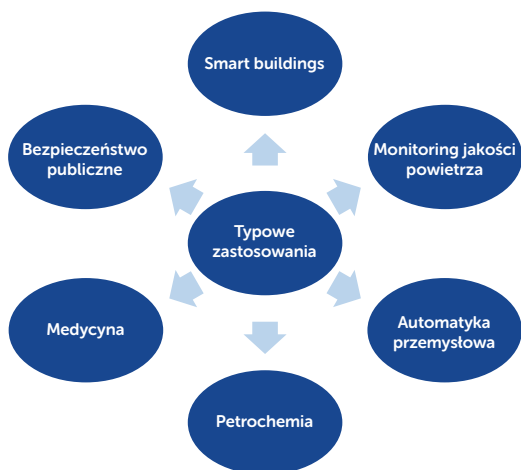 Smart buildings
Bezpieczeństwo
publiczne
Monitoring jakości
powietrza
Typowe
zastosowania
Medycyna
Automatyka
przemysłowa
Petrochemia